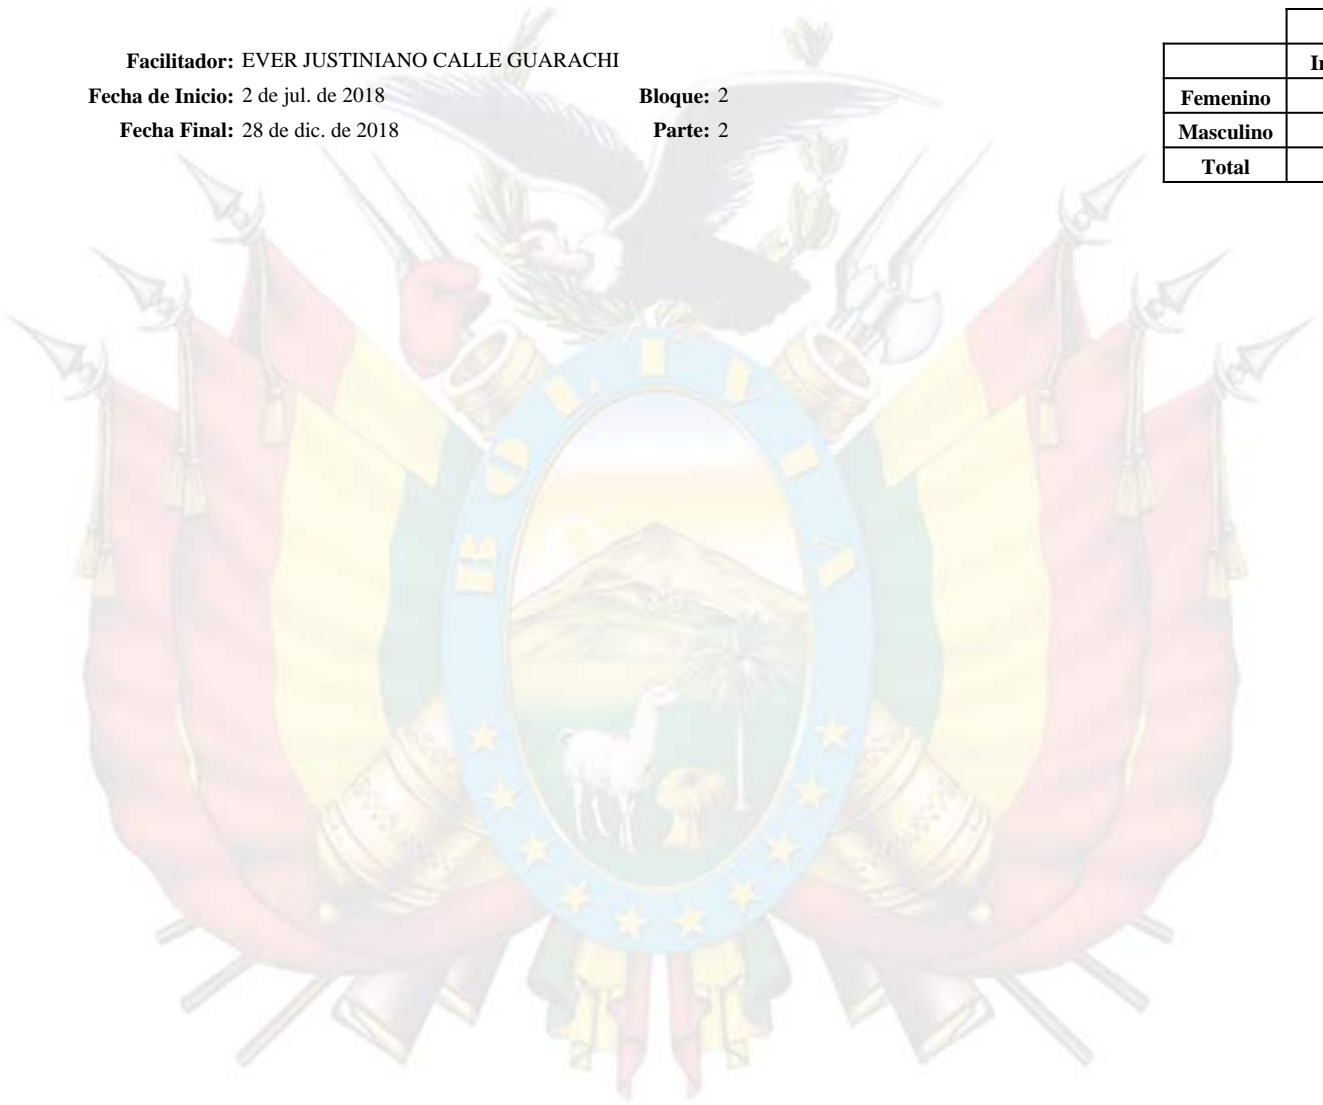 Facilitador: EVER JUSTINIANO CALLE GUARACHI
Fecha de Inicio: 2 de jul. de 2018 Bloque: 2
Fecha Final: 28 de dic. de 2018 Parte: 2
Femenino
Masculino
Total
BOLIVIA